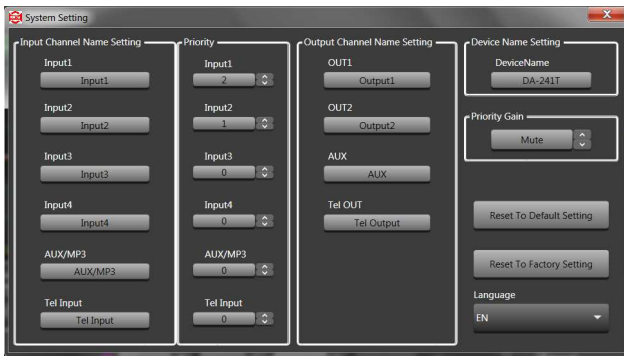 System Setting
Input Channel Name Setting
Input1
Input1
Input2
Input2
Input3
Input3
Input4
Input4
AUX/MP3
AUX/MP3
Tel Input
Tel Input
Priority
Input1
2
Input2
1
Input3
0
Input4
0
AUX/MP3
0
Tel Input
0
Output Channel Name Setting
OUT1
Output1
OUT2
Output2
AUX
AUX
Tel OUT
Tel Output
Device Name Setting
DeviceName
DA-241T
Priority Gain
Mute
Reset To Default Setting
Reset To Factory Setting
Language
EN